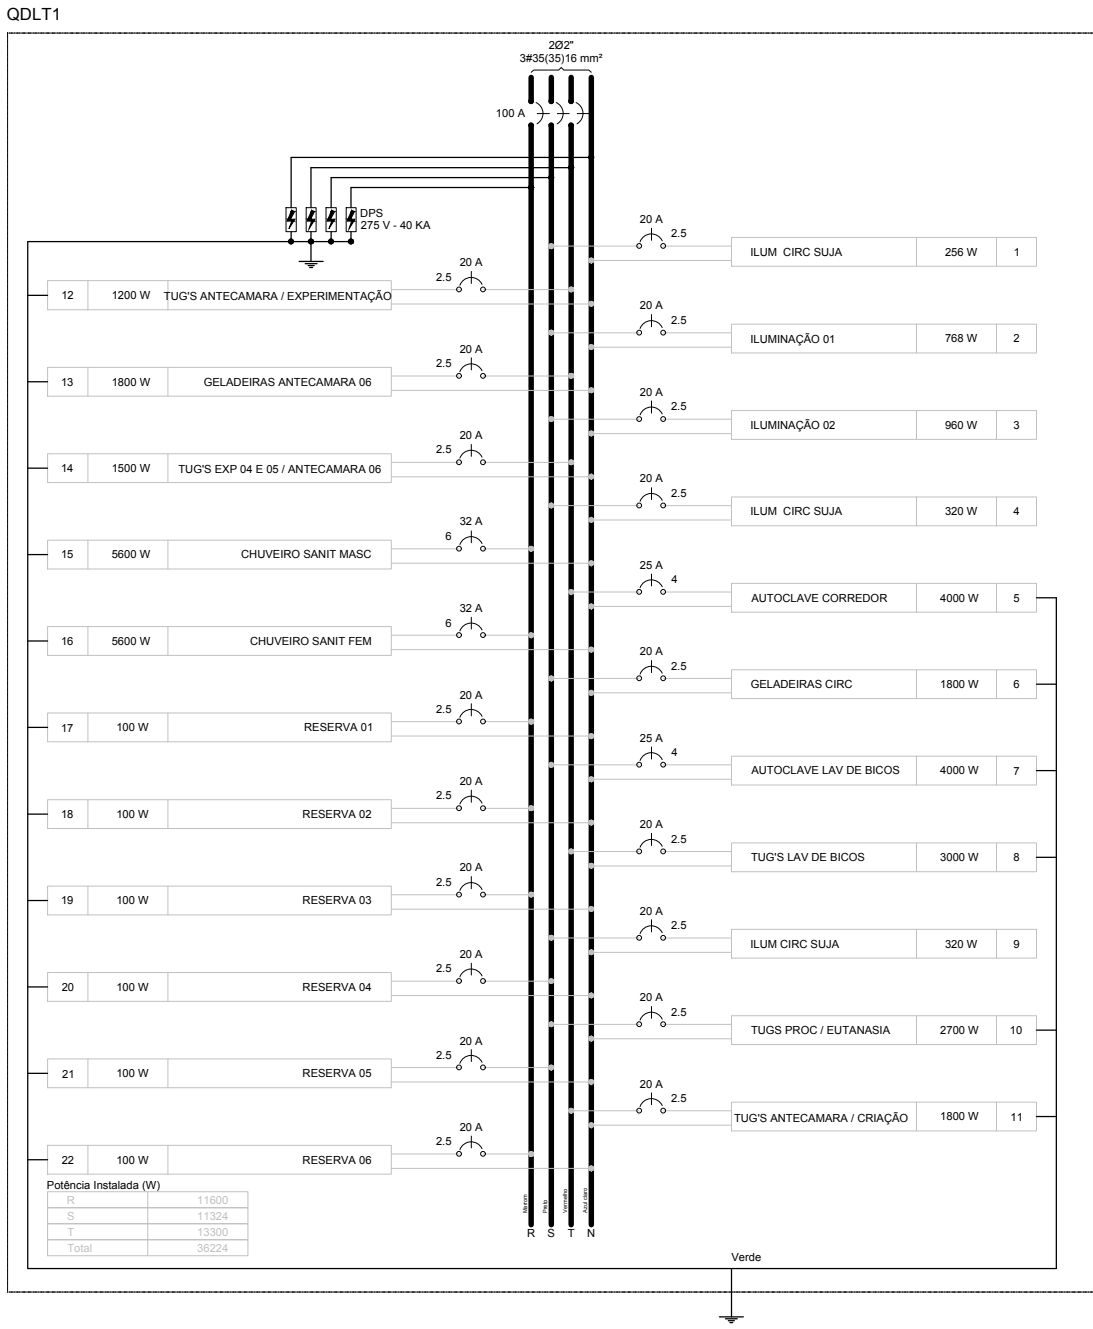 QDLT1
2Ø2"
3#35(35)16 mm²
100 A
DPS
275 V - 40 KA
20 A
2.5
ILUM CIRC SUJA 256 W 1
20 A
2.5
12 1200 W TUG'S ANTECAMARA / EXPERIMENTAÇÃO
20 A
2.5
ILUMINAÇÃO 01 768 W 2
20 A
2.5
13 1800 W GELADEIRAS ANTECAMARA 06
20 A
2.5
ILUMINAÇÃO 02 960 W 3
20 A
2.5
14 1500 W TUG'S EXP 04 E 05 / ANTECAMARA 06
20 A
2.5
ILUM CIRC SUJA 320 W 4
32 A
6
15 5600 W CHUVEIRO SANIT MASC
25 A
4
AUTOCLAVE CORREDOR 4000 W 5
32 A
6
16 5600 W CHUVEIRO SANIT FEM
20 A
2.5
GELADEIRAS CIRC 1800 W 6
20 A
2.5
17 100 W RESERVA 01
25 A
4
AUTOCLAVE LAV DE BICOS 4000 W 7
20 A
2.5
18 100 W RESERVA 02
20 A
2.5
TUG'S LAV DE BICOS 3000 W 8
20 A
2.5
19 100 W RESERVA 03
20 A
2.5
ILUM CIRC SUJA 320 W 9
20 A
2.5
20 100 W RESERVA 04
20 A
2.5
TUGS PROC / EUTANASIA 2700 W 10
20 A
2.5
21 100 W RESERVA 05
20 A
2.5
TUG'S ANTECAMARA / CRIAÇÃO 1800 W 11
20 A
2.5
22 100 W RESERVA 06
Potência Instalada (W)
R 11600
S 11324
T 13300
Total 36224
Marrom
Preto
Vermelho
Azul claro
R S T N
Verde